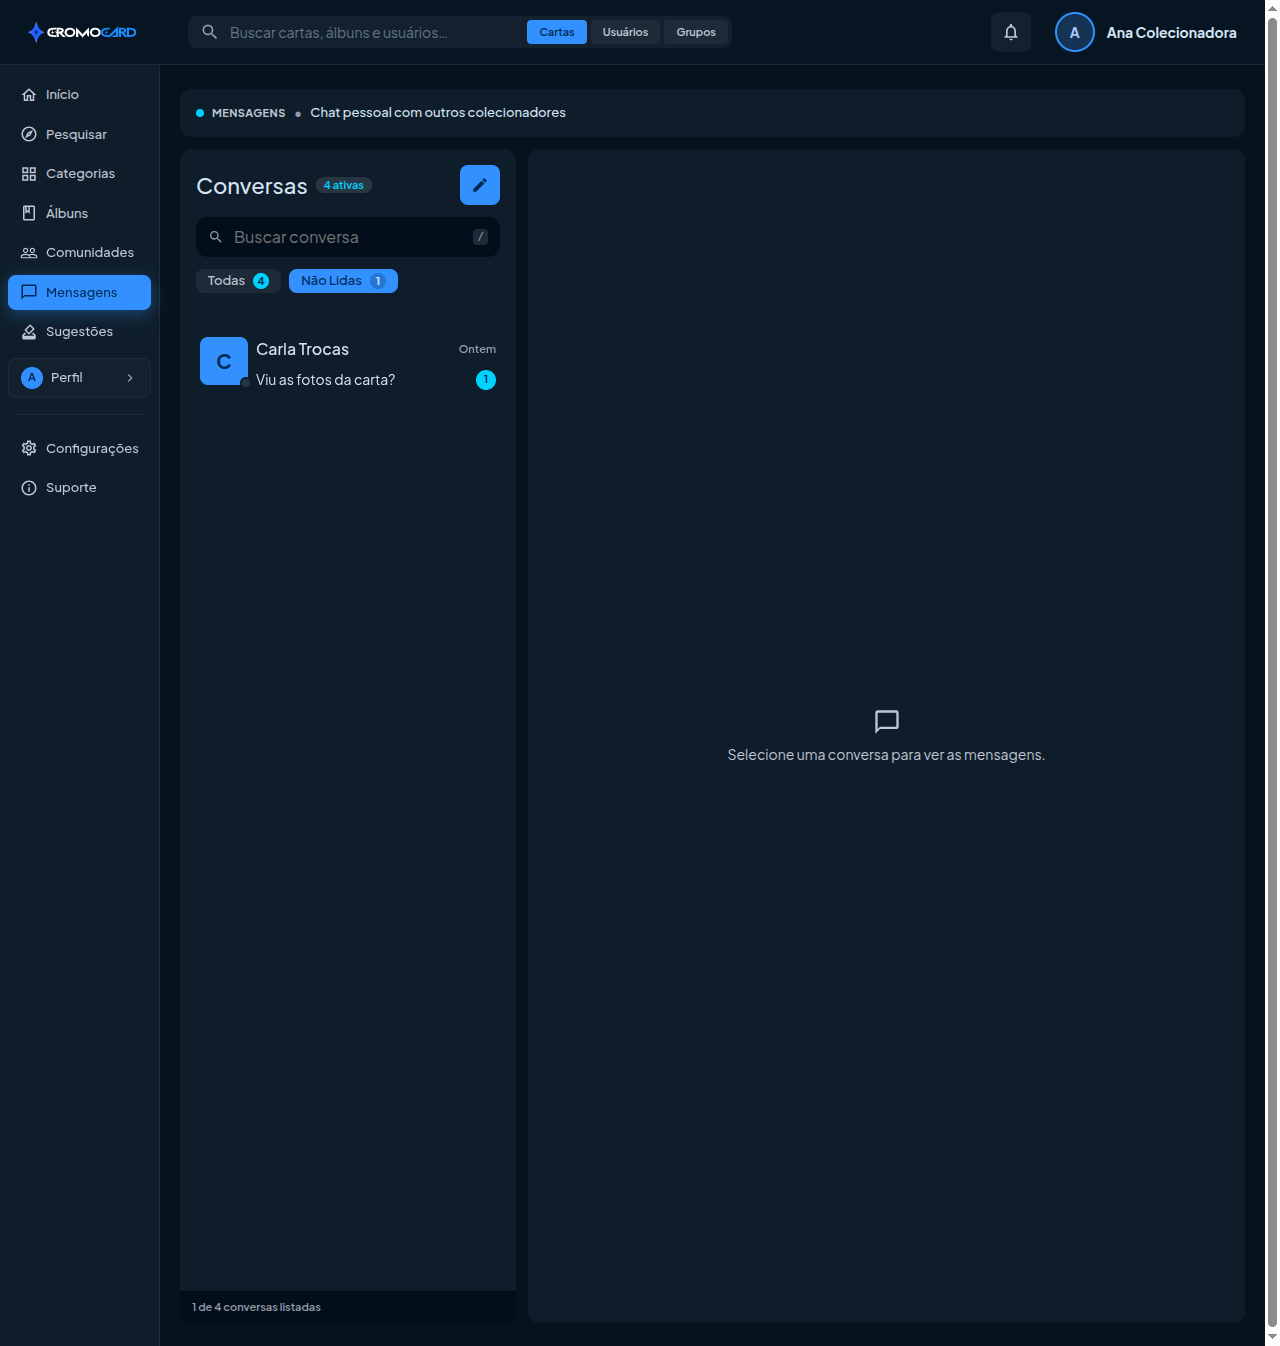 CROMOCARD
Buscar cartas, álbuns e usuários...
Cartas
Usuários
Grupos
A
Ana Colecionadora
Início
Pesquisar
Categorias
Álbuns
Comunidades
Mensagens
Sugestões
A Perfil
Configurações
Suporte
MENSAGENS • Chat pessoal com outros colecionadores
Conversas 4 ativas
Buscar conversa /
Todas 4 Não Lidas 1
C
Carla Trocas Ontem
Viu as fotos da carta? 1
1 de 4 conversas listadas
Selecione uma conversa para ver as mensagens.